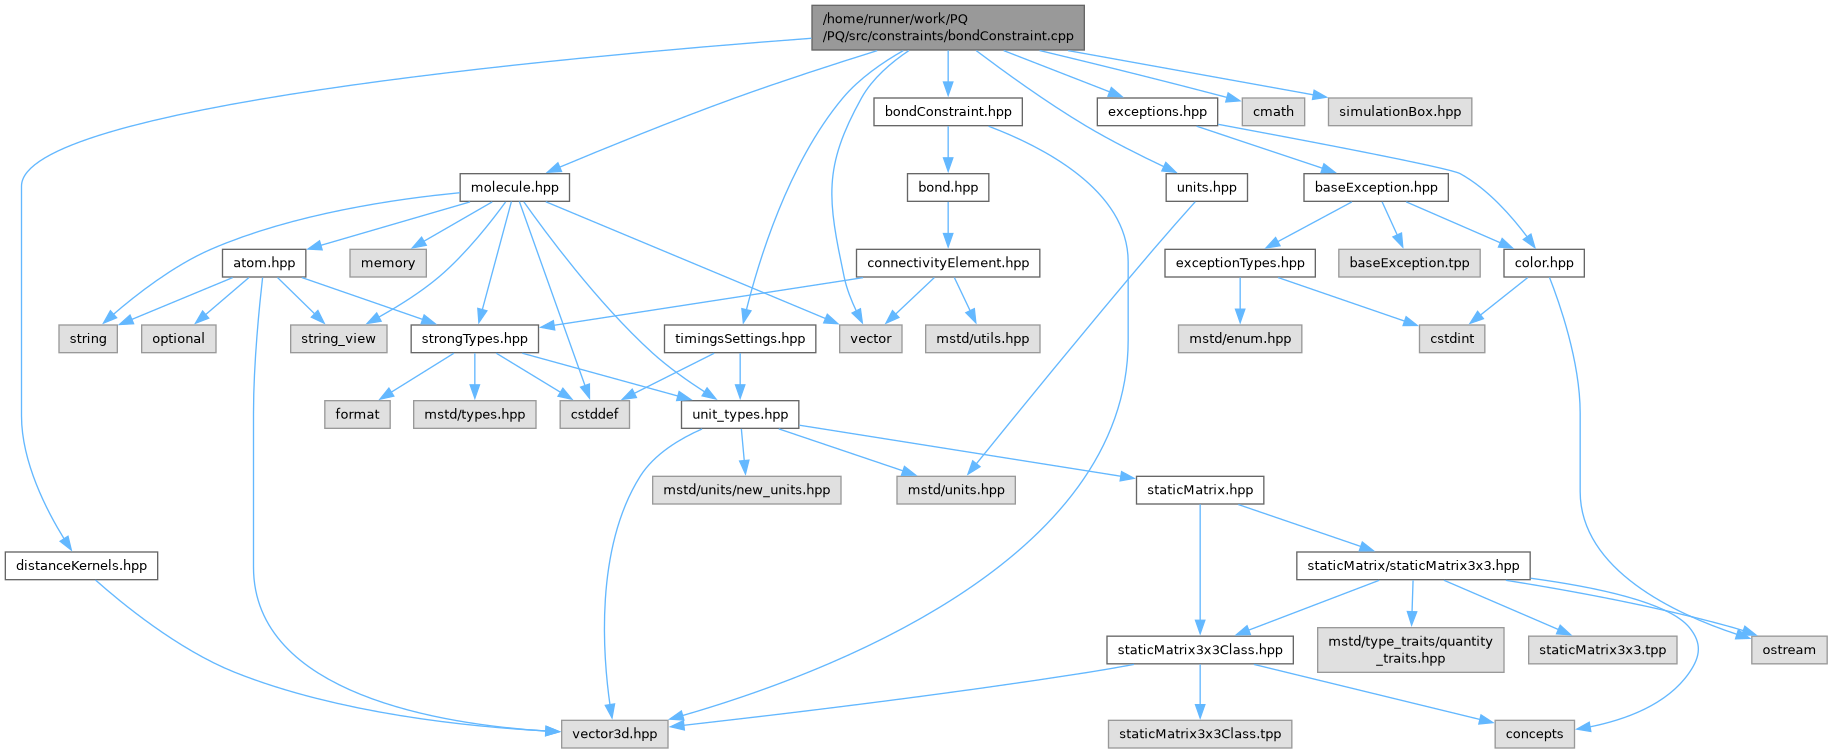 /home/runner/work/PQ
/PQ/src/constraints/bondConstraint.cpp
bondConstraint.hpp
exceptions.hpp
cmath
simulationBox.hpp
molecule.hpp
bond.hpp
units.hpp
baseException.hpp
atom.hpp
memory
connectivityElement.hpp
exceptionTypes.hpp
baseException.tpp
color.hpp
string
optional
string_view
strongTypes.hpp
timingsSettings.hpp
vector
mstd/utils.hpp
mstd/enum.hpp
cstdint
format
mstd/types.hpp
cstddef
unit_types.hpp
mstd/units/new_units.hpp
mstd/units.hpp
staticMatrix.hpp
distanceKernels.hpp
staticMatrix/staticMatrix3x3.hpp
staticMatrix3x3Class.hpp
mstd/type_traits/quantity
_traits.hpp
staticMatrix3x3.tpp
ostream
vector3d.hpp
staticMatrix3x3Class.tpp
concepts